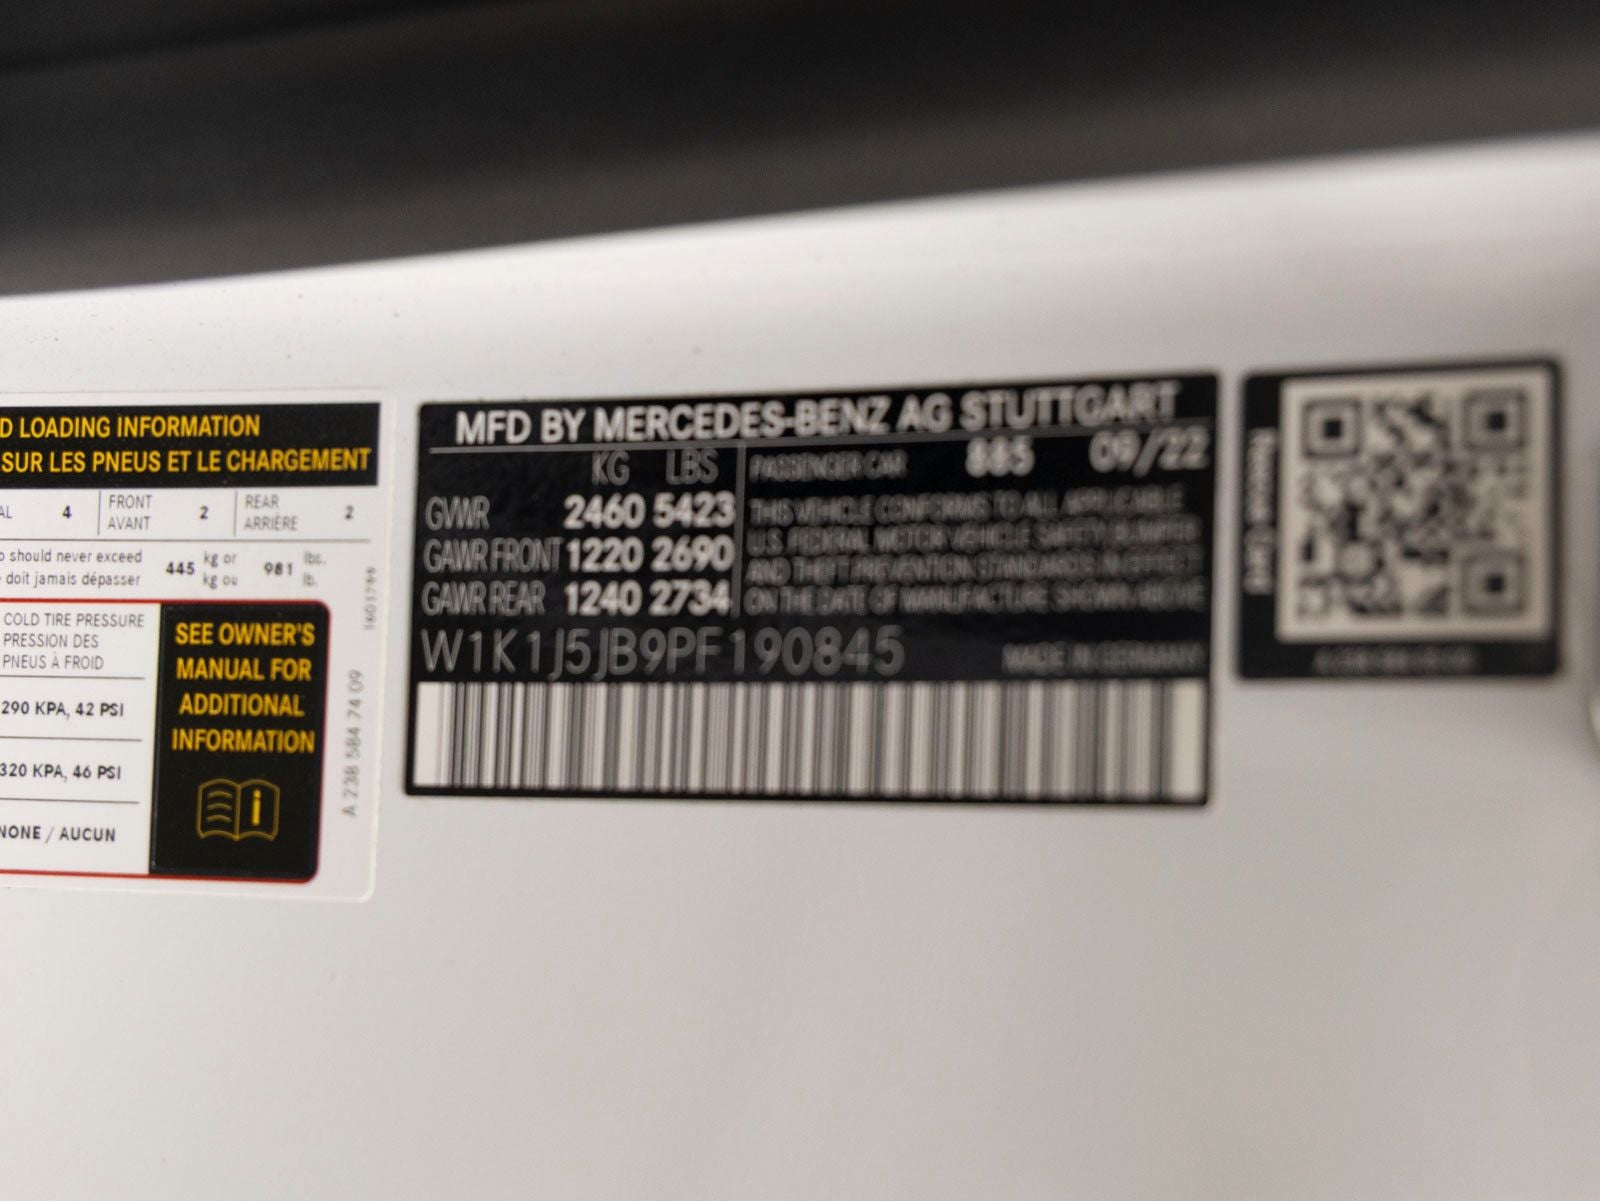 D LOADING INFORMATION
SUR LES PNEUS ET LE CHARGEMENT
AL 4 FRONT AVANT 2 REAR ARRIÈRE 2
o should never exceed
doit jamais dépasser
445 kg or kg ou 981 lbs. lb.
COLD TIRE PRESSURE
PRESSION DES
PNEUS À FROID
290 KPA, 42 PSI
320 KPA, 46 PSI
NONE / AUCUN
SEE OWNER'S
MANUAL FOR
ADDITIONAL
INFORMATION
i
A 238 584 74 09
MFD BY MERCEDES-BENZ AG STUTTGART
KG LBS
GVWR 2460 5423
GAWR FRONT 1220 2690
GAWR REAR 1240 2734
PASSENGER CAR 885 09/22
THIS VEHICLE CONFORMS TO ALL APPLICABLE
U.S. FEDERAL MOTOR VEHICLE SAFETY BUMPER
AND THEFT PREVENTION STANDARDS IN EFFECT
ON THE DATE OF MANUFACTURE SHOWN ABOVE
W1K1J5JB9PF190845
MADE IN GERMANY
Rescue Card